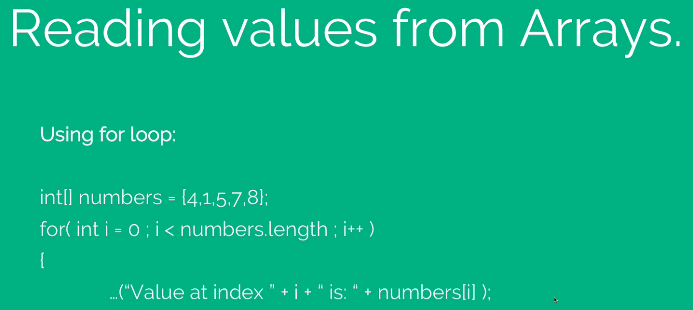 Reading values from Arrays.
Using for loop:
int[] numbers = {4,1,5,7,8};
for( int i = 0 ; i < numbers.length ; i++ )
{
…(“Value at index ” + i + “ is: “ + numbers[i] );